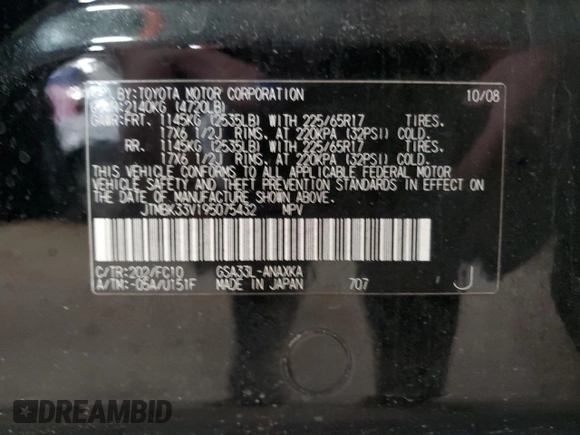 BY: TOYOTA MOTOR CORPORATION 10/08
2140KG (4720LB)
GAWR: FRT. 1145KG (2535LB) WITH 225/65R17 TIRES.
17X6 1/2J RIMS. AT 220KPA (32PSI) COLD.
RR. 1145KG (2535LB) WITH 225/65R17 TIRES.
17X6 1/2J RIMS. AT 220KPA (32PSI) COLD.
THIS VEHICLE CONFORMS TO ALL APPLICABLE FEDERAL MOTOR
VEHICLE SAFETY AND THEFT PREVENTION STANDARDS IN EFFECT ON
THE DATE OF MANUFACTURE SHOWN ABOVE.
JTMBK33V195075432 MPV
C/TR: 202/FC10 GSA33L-ANAXKA
A/TM: -05A/U151F MADE IN JAPAN 707 J
DREAMBID